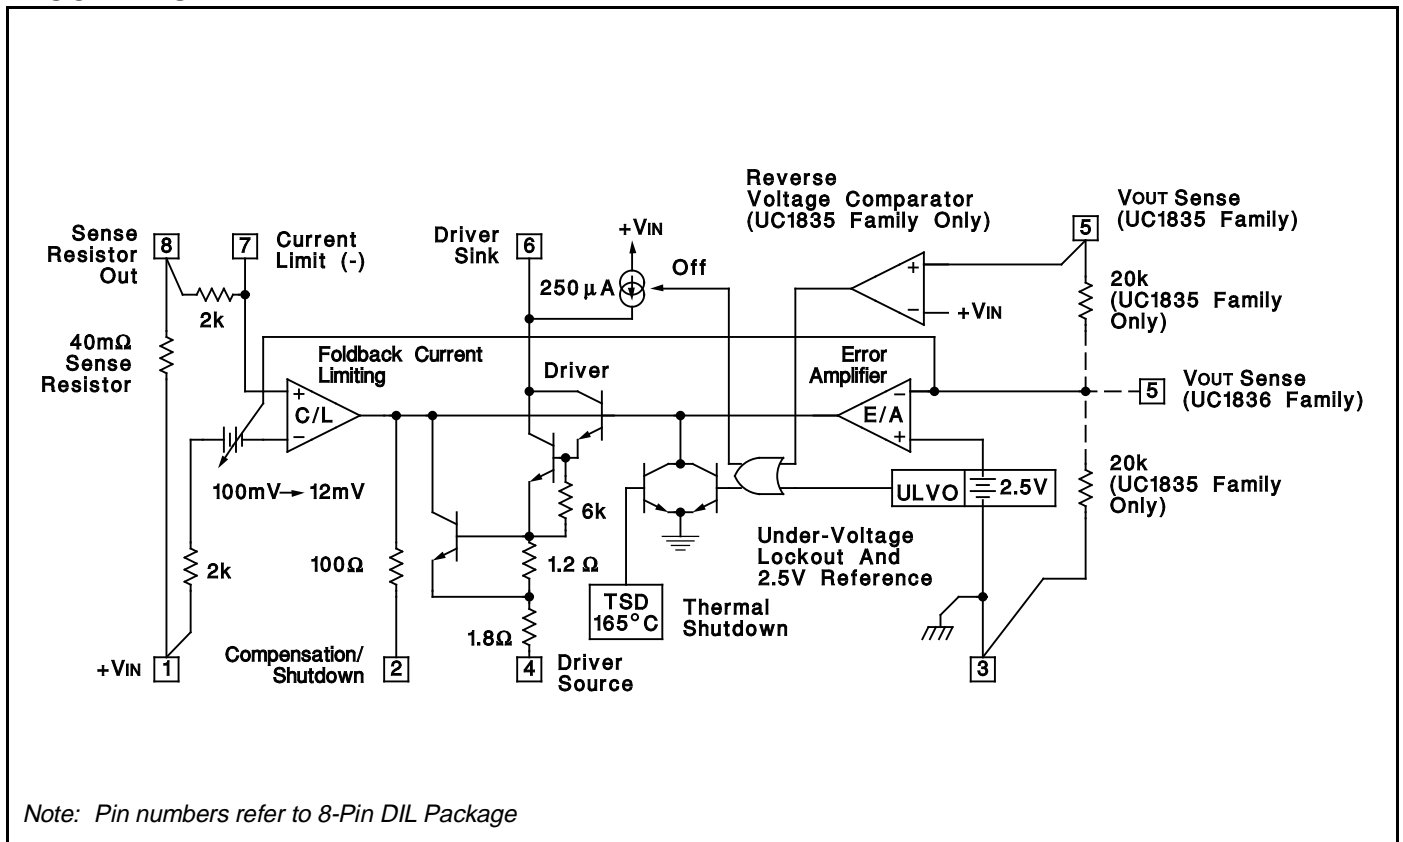 Reverse
Voltage Comparator
(UC1835 Family Only)
VOUT Sense
(UC1835 Family)
5
Sense
Resistor
Out
8
7
Current
Limit (-)
Driver
Sink
6
+VIN
Off
250 µA
+
−
+VIN
20k
(UC1835 Family
Only)
2k
40mΩ
Sense
Resistor
Foldback Current
Limiting
Driver
Error
Amplifier
VOUT Sense
(UC1836 Family)
5
+
C/L
−
−
E/A
+
100mV→ 12mV
6k
ULVO
2.5V
20k
(UC1835 Family
Only)
Under-Voltage
Lockout And
2.5V Reference
2k
100Ω
1.2 Ω
1.8Ω
TSD
165°C
Thermal
Shutdown
+VIN
1
Compensation/
Shutdown
2
4
Driver
Source
3
Note: Pin numbers refer to 8-Pin DIL Package